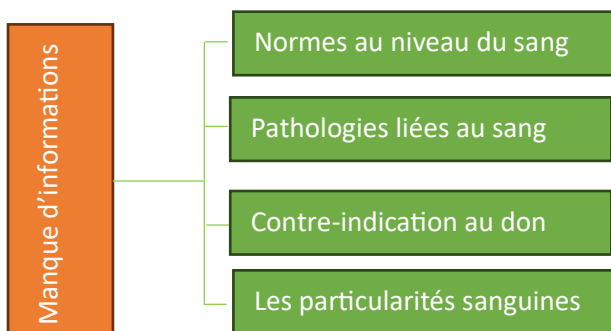 Manque d'informations
Normes au niveau du sang
Pathologies liées au sang
Contre-indication au don
Les particularités sanguines